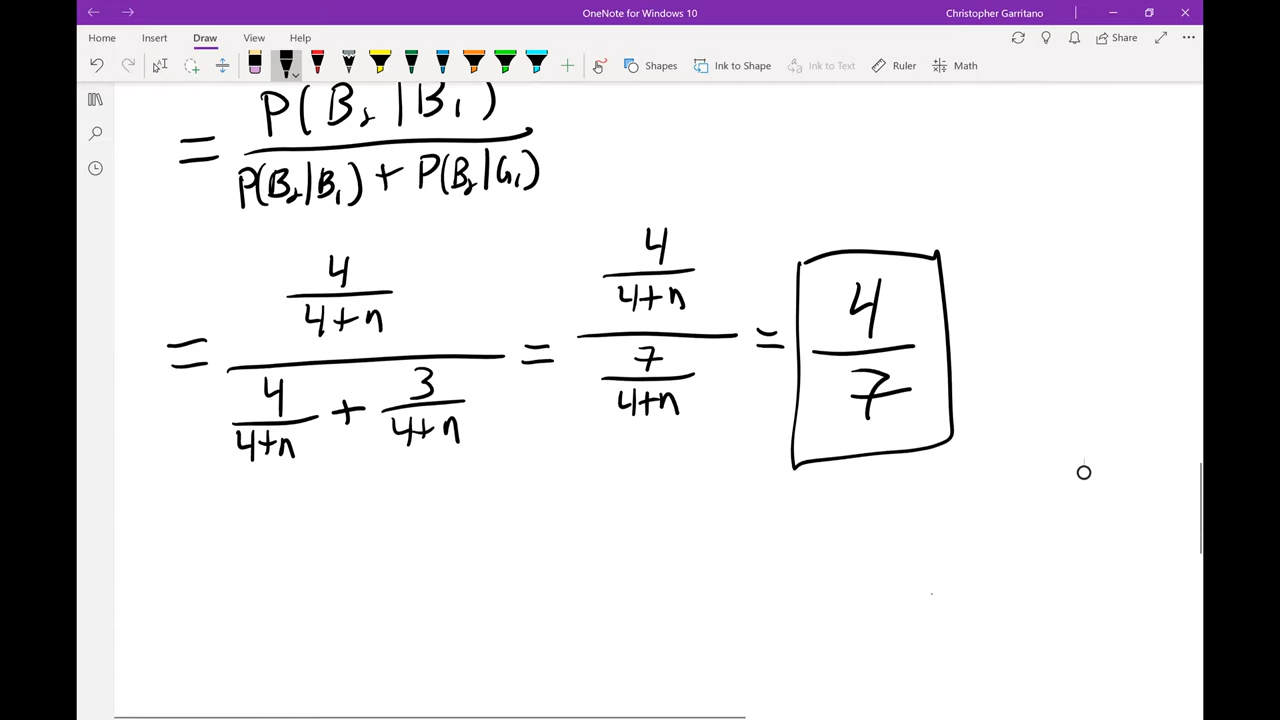 OneNote for Windows 10
Christopher Garritano
Home Insert Draw View Help
Share
Shapes Ink to Shape Ink to Text Ruler Math
= P(B₂|B₁) / P(B₂|B₁) + P(B₂|G₁)
= 4/(4+n) / 4/(4+n) + 3/(4+n) = 4/(4+n) / 7/(4+n) = 4/7